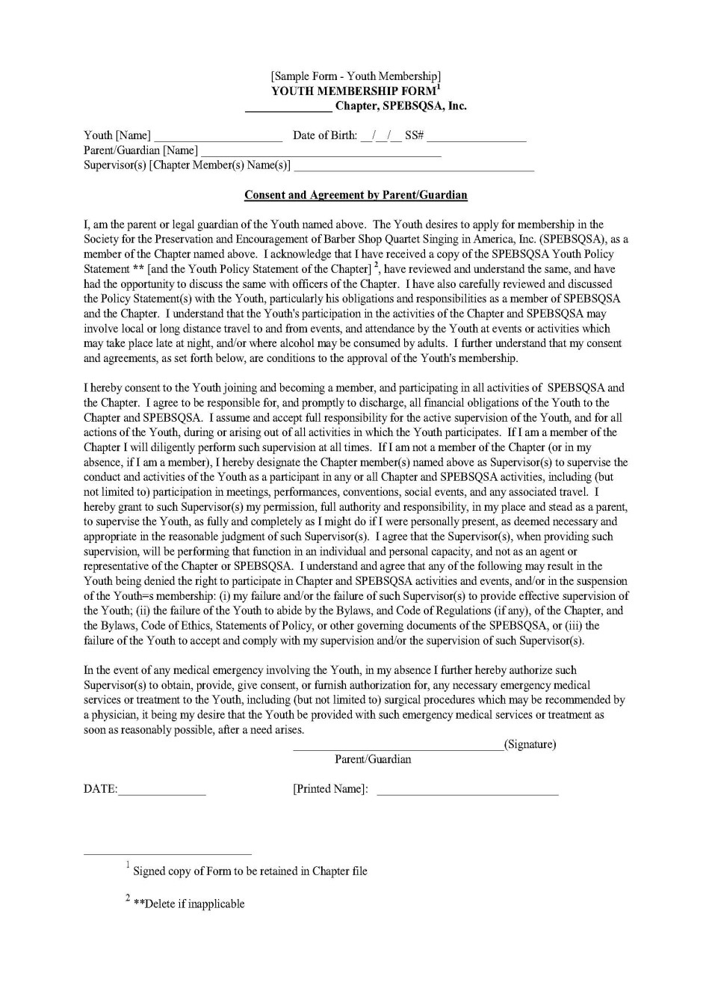 [Sample Form - Youth Membership]
YOUTH MEMBERSHIP FORM1
_______________ Chapter, SPEBSQSA, Inc.
Youth [Name] ______________________ Date of Birth: __/__/__ SS# _________________
Parent/Guardian [Name] _________________________________________
Supervisor(s) [Chapter Member(s) Name(s)] _________________________________________
Consent and Agreement by Parent/Guardian
I, am the parent or legal guardian of the Youth named above. The Youth desires to apply for membership in the
Society for the Preservation and Encouragement of Barber Shop Quartet Singing in America, Inc. (SPEBSQSA), as a
member of the Chapter named above. I acknowledge that I have received a copy of the SPEBSQSA Youth Policy
Statement ** [and the Youth Policy Statement of the Chapter] 2, have reviewed and understand the same, and have
had the opportunity to discuss the same with officers of the Chapter. I have also carefully reviewed and discussed
the Policy Statement(s) with the Youth, particularly his obligations and responsibilities as a member of SPEBSQSA
and the Chapter. I understand that the Youth's participation in the activities of the Chapter and SPEBSQSA may
involve local or long distance travel to and from events, and attendance by the Youth at events or activities which
may take place late at night, and/or where alcohol may be consumed by adults. I further understand that my consent
and agreements, as set forth below, are conditions to the approval of the Youth's membership.
I hereby consent to the Youth joining and becoming a member, and participating in all activities of SPEBSQSA and
the Chapter. I agree to be responsible for, and promptly to discharge, all financial obligations of the Youth to the
Chapter and SPEBSQSA. I assume and accept full responsibility for the active supervision of the Youth, and for all
actions of the Youth, during or arising out of all activities in which the Youth participates. If I am a member of the
Chapter I will diligently perform such supervision at all times. If I am not a member of the Chapter (or in my
absence, if I am a member), I hereby designate the Chapter member(s) named above as Supervisor(s) to supervise the
conduct and activities of the Youth as a participant in any or all Chapter and SPEBSQSA activities, including (but
not limited to) participation in meetings, performances, conventions, social events, and any associated travel. I
hereby grant to such Supervisor(s) my permission, full authority and responsibility, in my place and stead as a parent,
to supervise the Youth, as fully and completely as I might do if I were personally present, as deemed necessary and
appropriate in the reasonable judgment of such Supervisor(s). I agree that the Supervisor(s), when providing such
supervision, will be performing that function in an individual and personal capacity, and not as an agent or
representative of the Chapter or SPEBSQSA. I understand and agree that any of the following may result in the
Youth being denied the right to participate in Chapter and SPEBSQSA activities and events, and/or in the suspension
of the Youth=s membership: (i) my failure and/or the failure of such Supervisor(s) to provide effective supervision of
the Youth; (ii) the failure of the Youth to abide by the Bylaws, and Code of Regulations (if any), of the Chapter, and
the Bylaws, Code of Ethics, Statements of Policy, or other governing documents of the SPEBSQSA, or (iii) the
failure of the Youth to accept and comply with my supervision and/or the supervision of such Supervisor(s).
In the event of any medical emergency involving the Youth, in my absence I further hereby authorize such
Supervisor(s) to obtain, provide, give consent, or furnish authorization for, any necessary emergency medical
services or treatment to the Youth, including (but not limited to) surgical procedures which may be recommended by
a physician, it being my desire that the Youth be provided with such emergency medical services or treatment as
soon as reasonably possible, after a need arises.
____________________________________(Signature)
Parent/Guardian
DATE:_______________ [Printed Name]: _______________________________
1 Signed copy of Form to be retained in Chapter file
2 **Delete if inapplicable